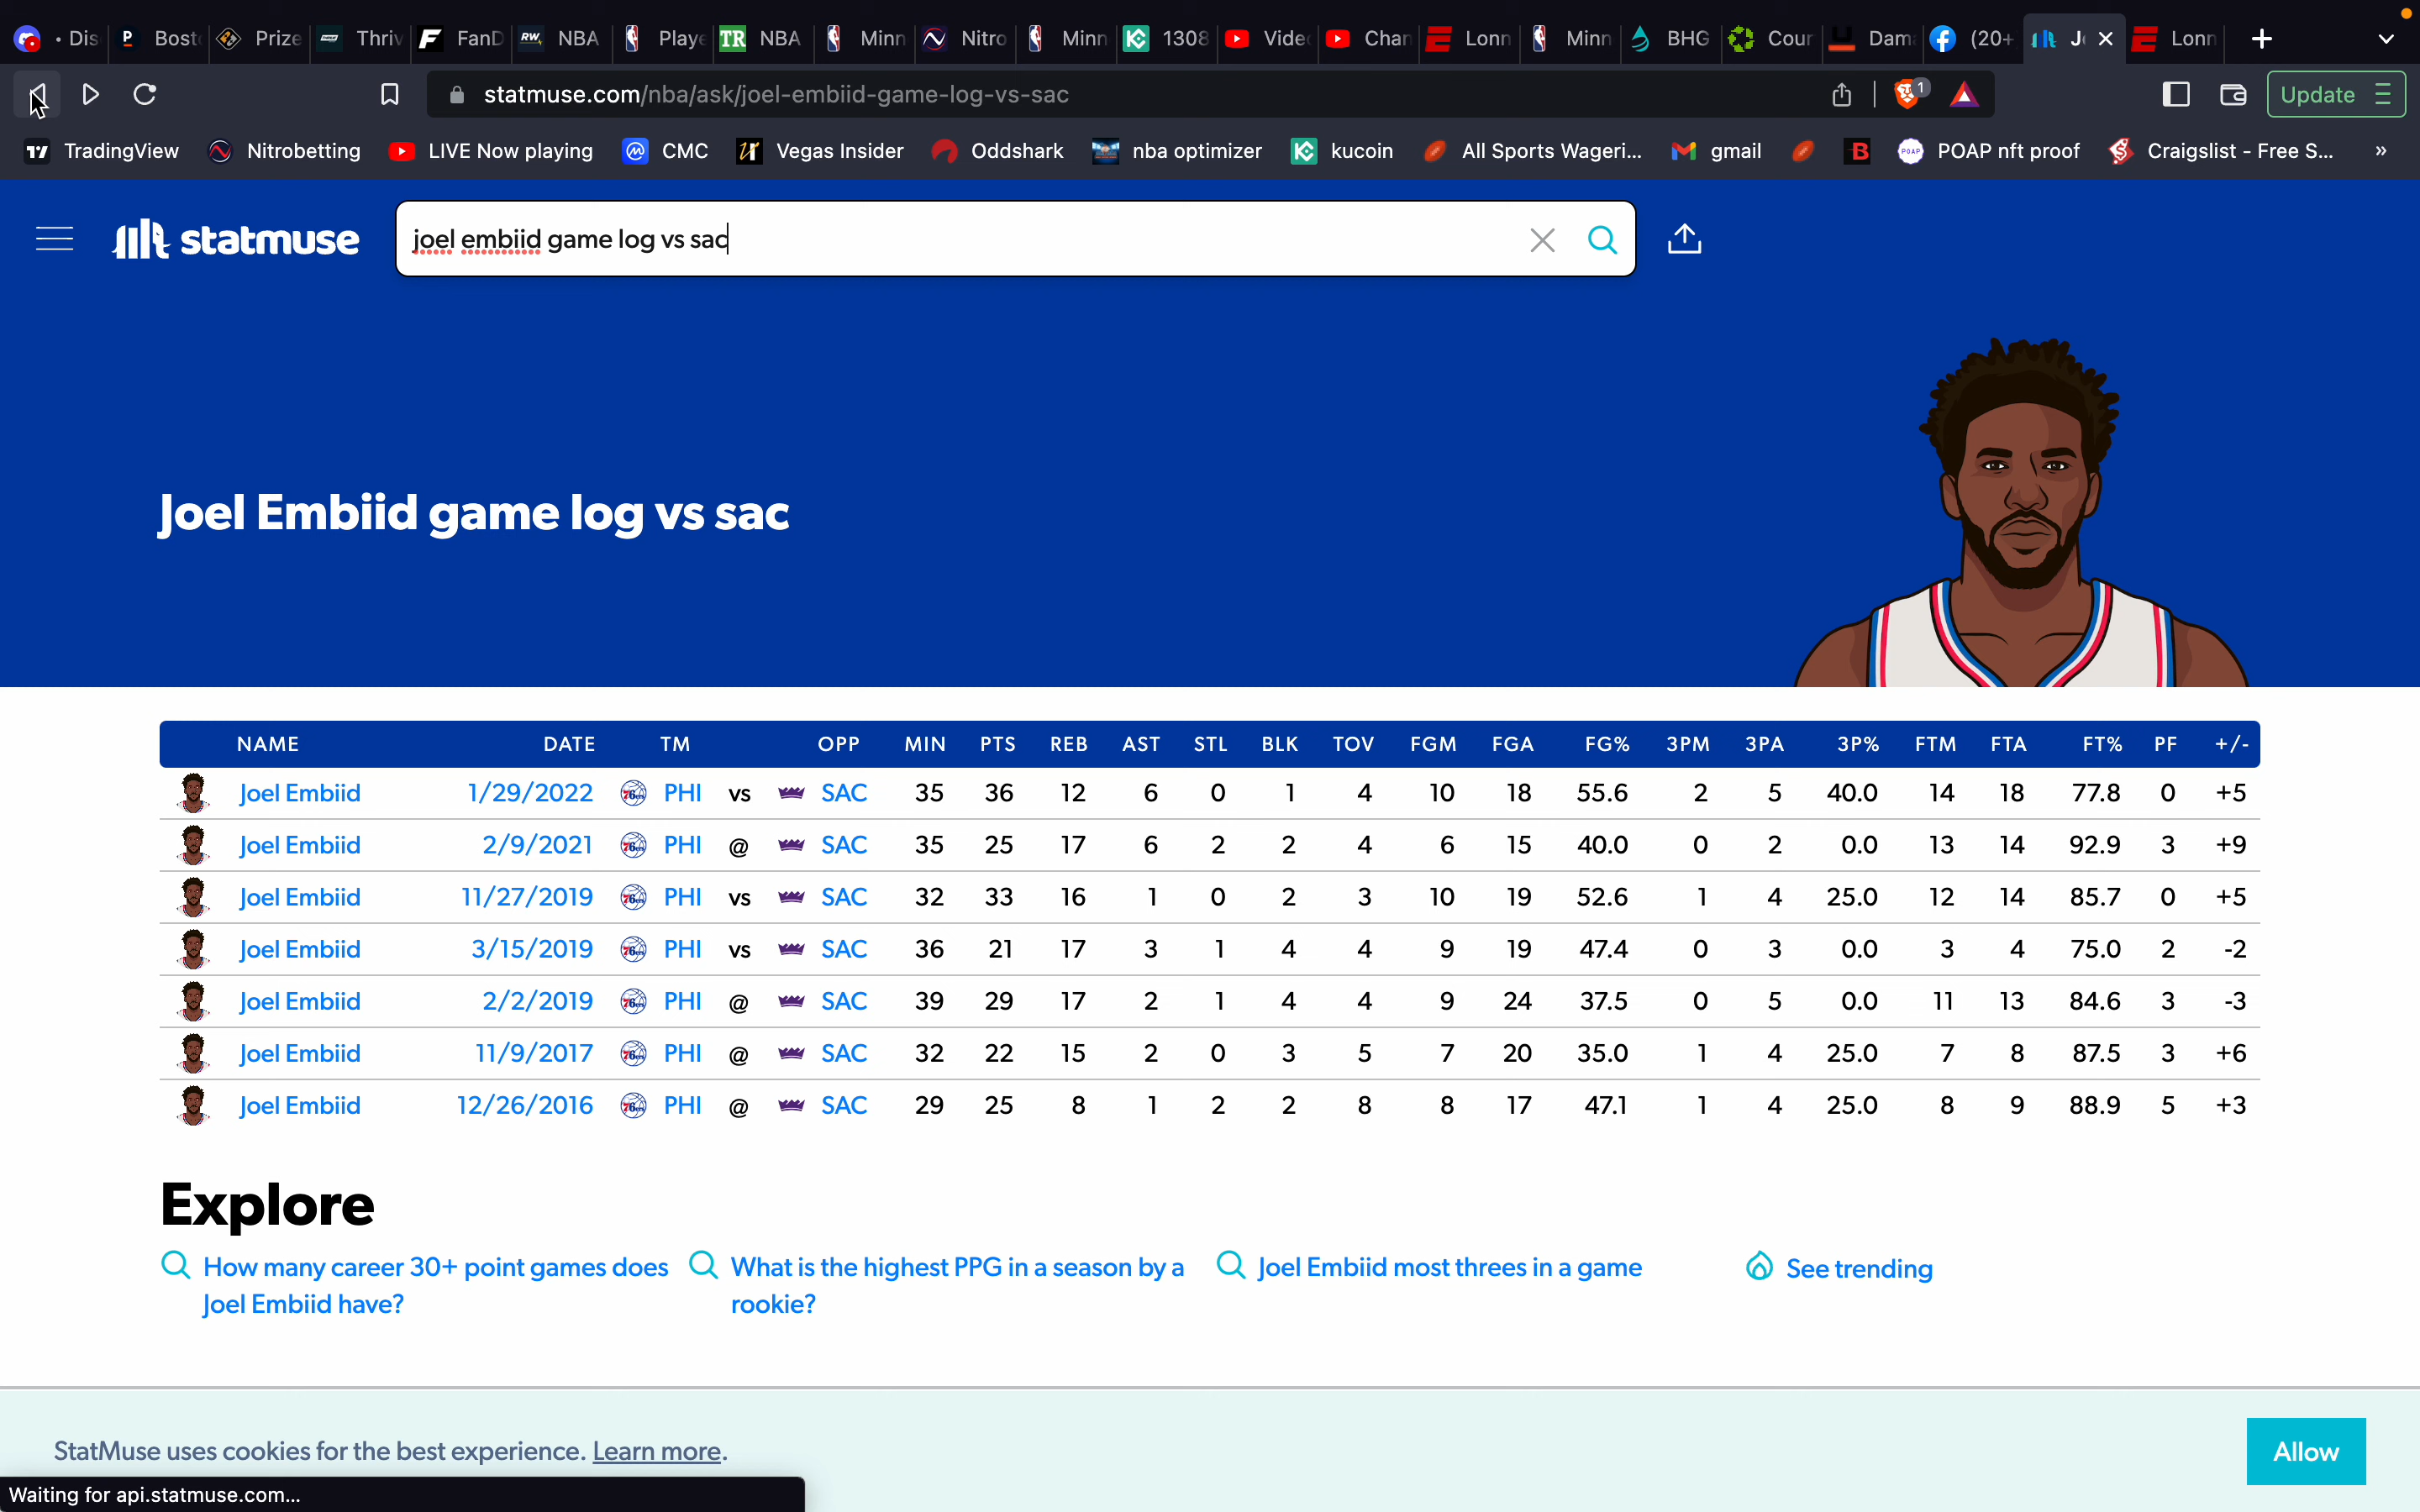 • Dis Bost Prize Thriv FanD NBA Playe NBA Minn Nitro Minn 1308 Vide Chan Lonn Minn BHG Cour Dam (20+ J Lonn
statmuse.com/nba/ask/joel-embiid-game-log-vs-sac 1 Update
TradingView Nitrobetting LIVE Now playing CMC Vegas Insider Oddshark nba optimizer kucoin All Sports Wageri... gmail POAP nft proof Craigslist - Free S... »
statmuse joel embiid game log vs sac
Joel Embiid game log vs sac
NAME DATE TM OPP MIN PTS REB AST STL BLK TOV FGM FGA FG% 3PM 3PA 3P% FTM FTA FT% PF +/-
Joel Embiid 1/29/2022 PHI vs SAC 35 36 12 6 0 1 4 10 18 55.6 2 5 40.0 14 18 77.8 0 +5
Joel Embiid 2/9/2021 PHI @ SAC 35 25 17 6 2 2 4 6 15 40.0 0 2 0.0 13 14 92.9 3 +9
Joel Embiid 11/27/2019 PHI vs SAC 32 33 16 1 0 2 3 10 19 52.6 1 4 25.0 12 14 85.7 0 +5
Joel Embiid 3/15/2019 PHI vs SAC 36 21 17 3 1 4 4 9 19 47.4 0 3 0.0 3 4 75.0 2 -2
Joel Embiid 2/2/2019 PHI @ SAC 39 29 17 2 1 4 4 9 24 37.5 0 5 0.0 11 13 84.6 3 -3
Joel Embiid 11/9/2017 PHI @ SAC 32 22 15 2 0 3 5 7 20 35.0 1 4 25.0 7 8 87.5 3 +6
Joel Embiid 12/26/2016 PHI @ SAC 29 25 8 1 2 2 8 8 17 47.1 1 4 25.0 8 9 88.9 5 +3
Explore
How many career 30+ point games does
Joel Embiid have?
What is the highest PPG in a season by a
rookie?
Joel Embiid most threes in a game
See trending
StatMuse uses cookies for the best experience. Learn more.
Allow
Waiting for api.statmuse.com...